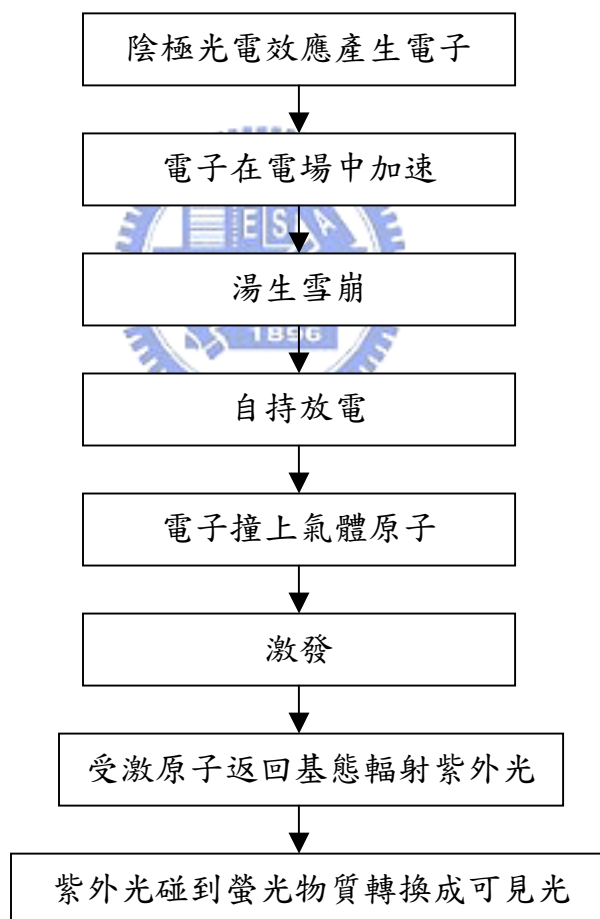 陰極光電效應產生電子
電子在電場中加速
ESA
湯生雪崩
1896
自持放電
電子撞上氣體原子
激發
受激原子返回基態輻射紫外光
紫外光碰到螢光物質轉換成可見光